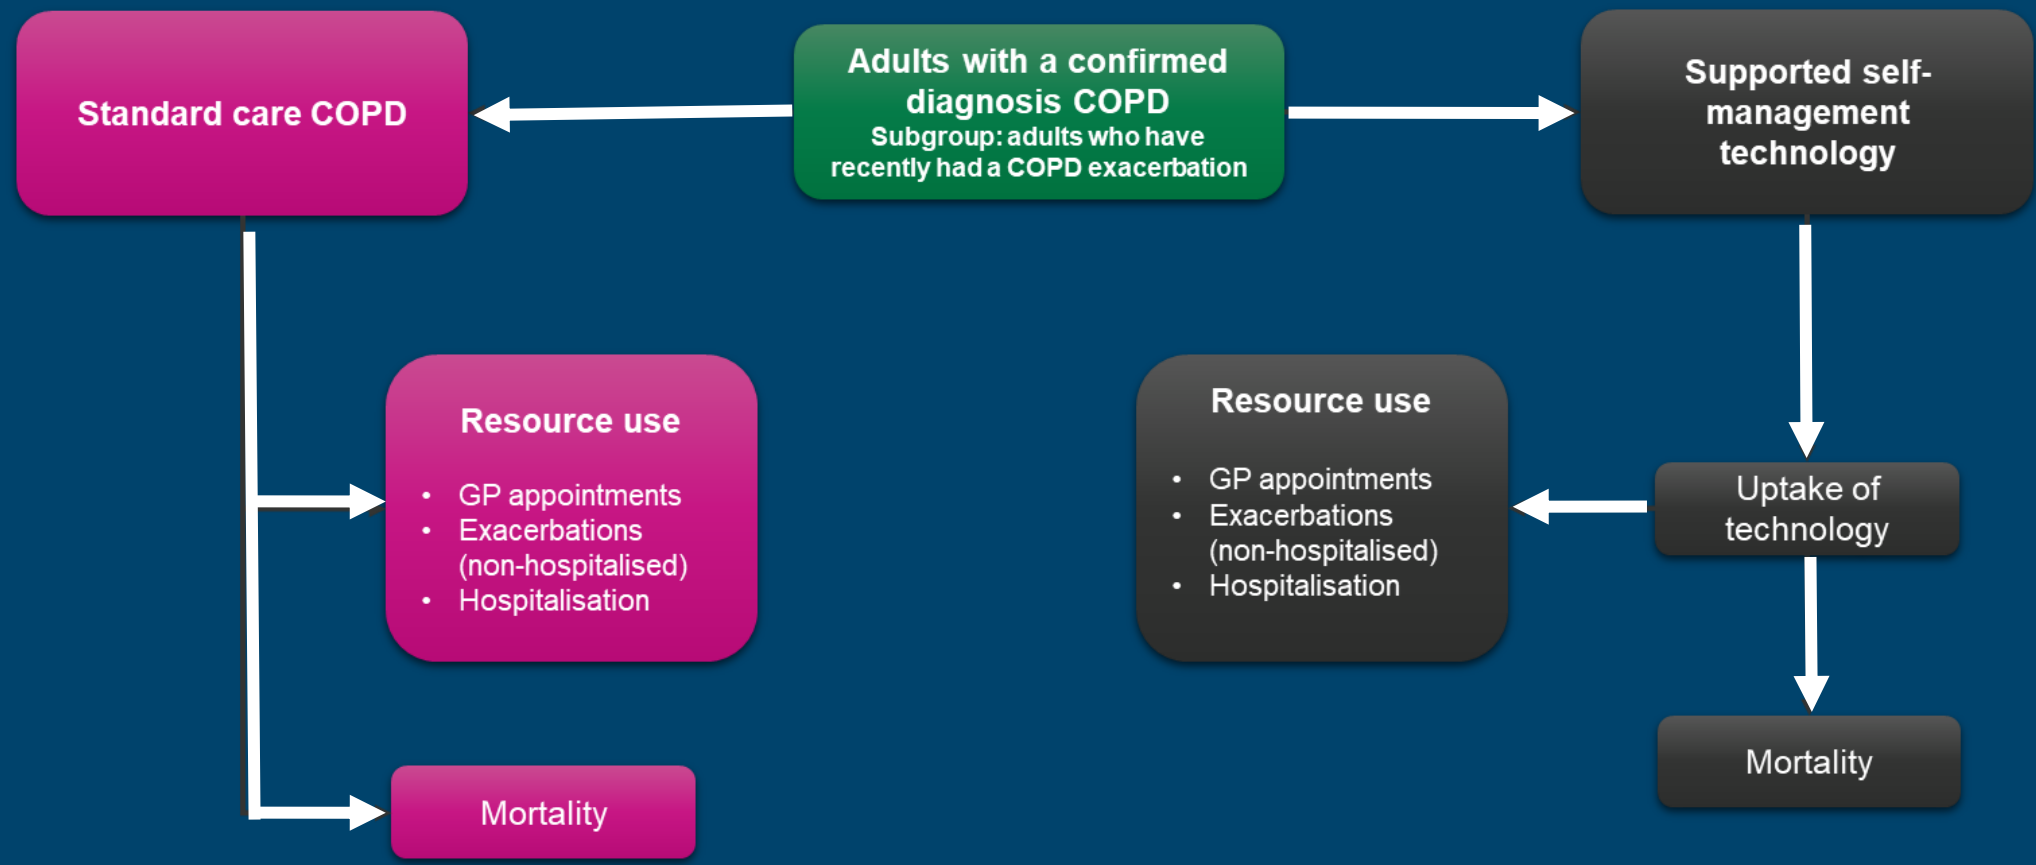 Standard care COPD
Adults with a confirmed
diagnosis COPD
Subgroup: adults who have
recently had a COPD exacerbation
Supported self-
management
technology
Resource use
• GP appointments
• Exacerbations
(non-hospitalised)
• Hospitalisation
Mortality
Resource use
• GP appointments
• Exacerbations
(non-hospitalised)
• Hospitalisation
Uptake of
technology
Mortality